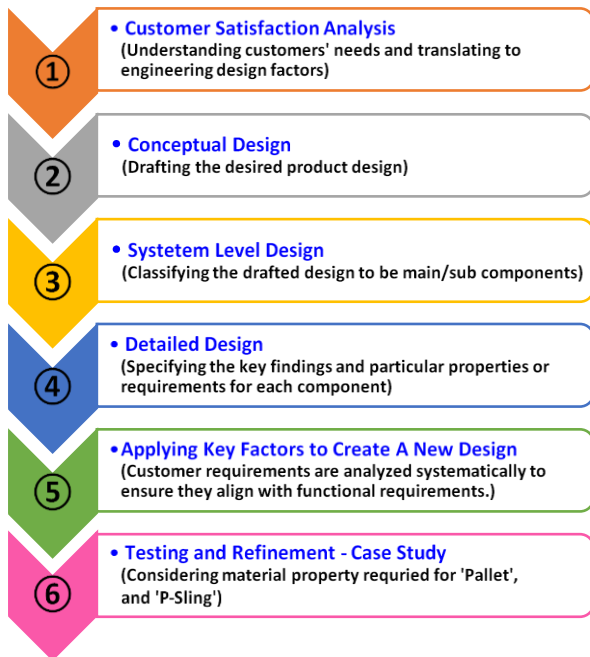 ①
• Customer Satisfaction Analysis
(Understanding customers' needs and translating to
engineering design factors)
②
• Conceptual Design
(Drafting the desired product design)
③
• Systetem Level Design
(Classifying the drafted design to be main/sub components)
④
• Detailed Design
(Specifying the key findings and particular properties or
requirements for each component)
⑤
•Applying Key Factors to Create A New Design
(Customer requirements are analyzed systematically to
ensure they align with functional requirements.)
⑥
• Testing and Refinement - Case Study
(Considering material property requried for 'Pallet',
and 'P-Sling')